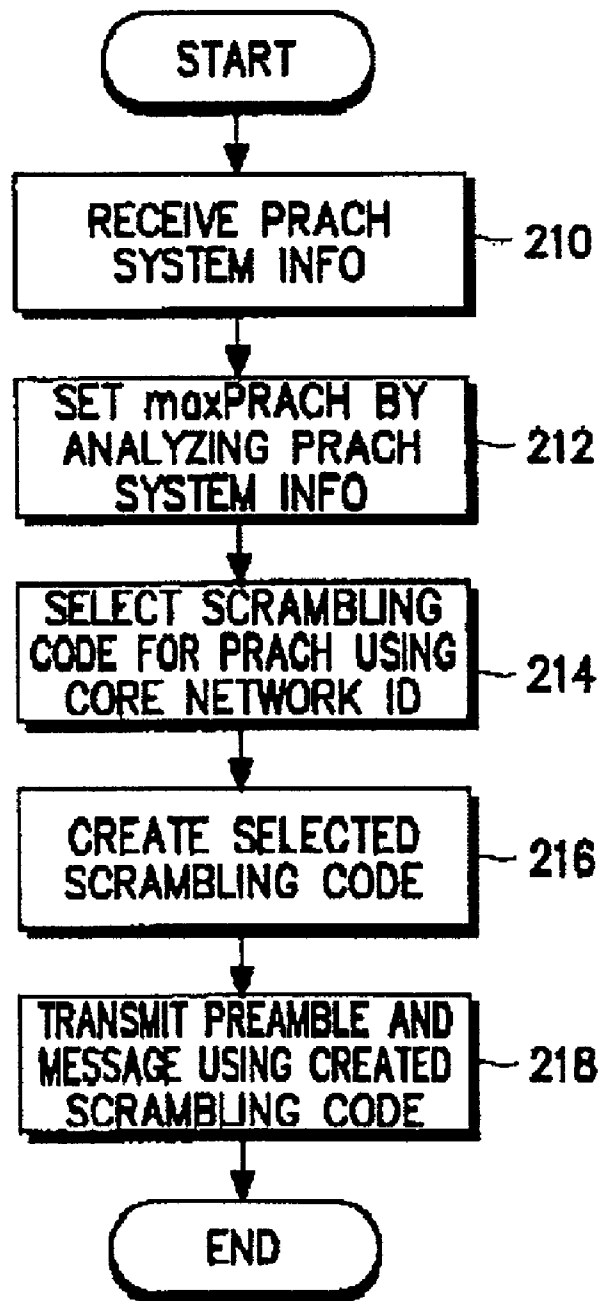 START
RECEIVE PRACH
SYSTEM INFO
210
SET maxPRACH BY
ANALYZING PRACH
SYSTEM INFO
212
SELECT SCRAMBLING
CODE FOR PRACH USING
CORE NETWORK ID
214
CREATE SELECTED
SCRAMBLING CODE
216
TRANSMIT PREAMBLE AND
MESSAGE USING CREATED
SCRAMBLING CODE
218
END